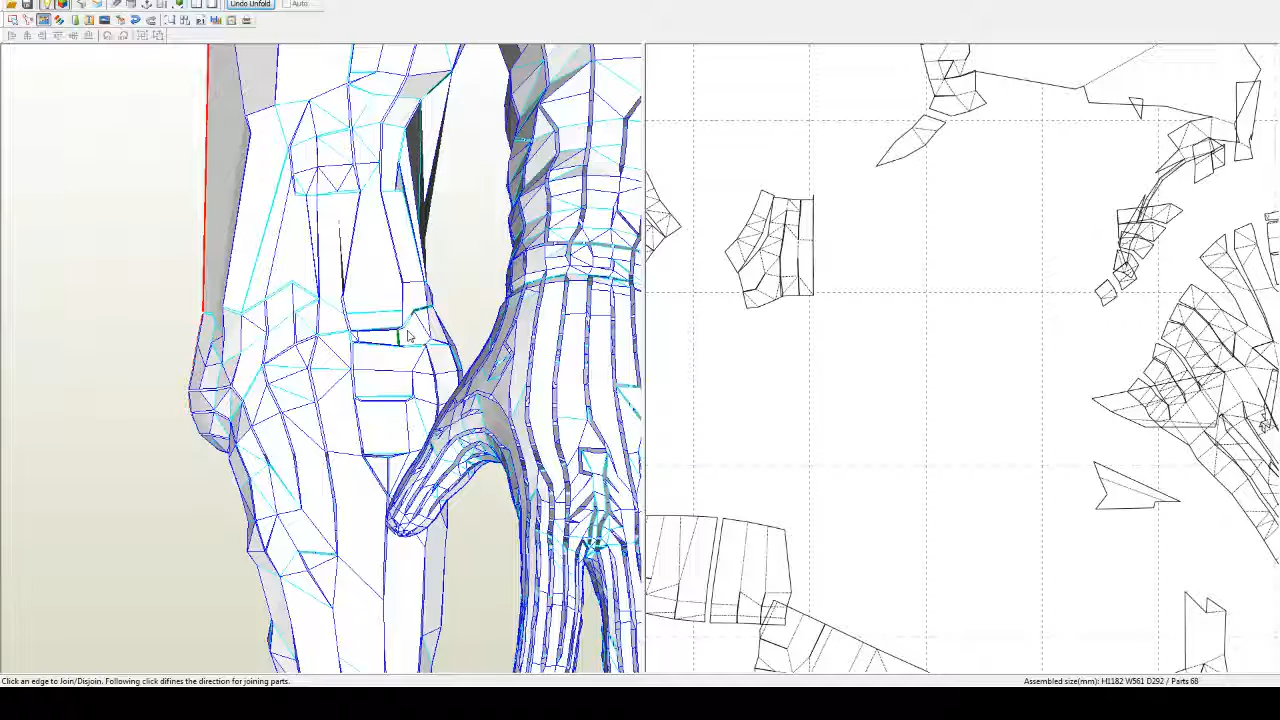 Undo Unfold
Auto
Click an edge to Join/Disjoin. Following click difines the direction for joining parts.
Assembled size(mm): H1182 W561 D292 / Parts 68